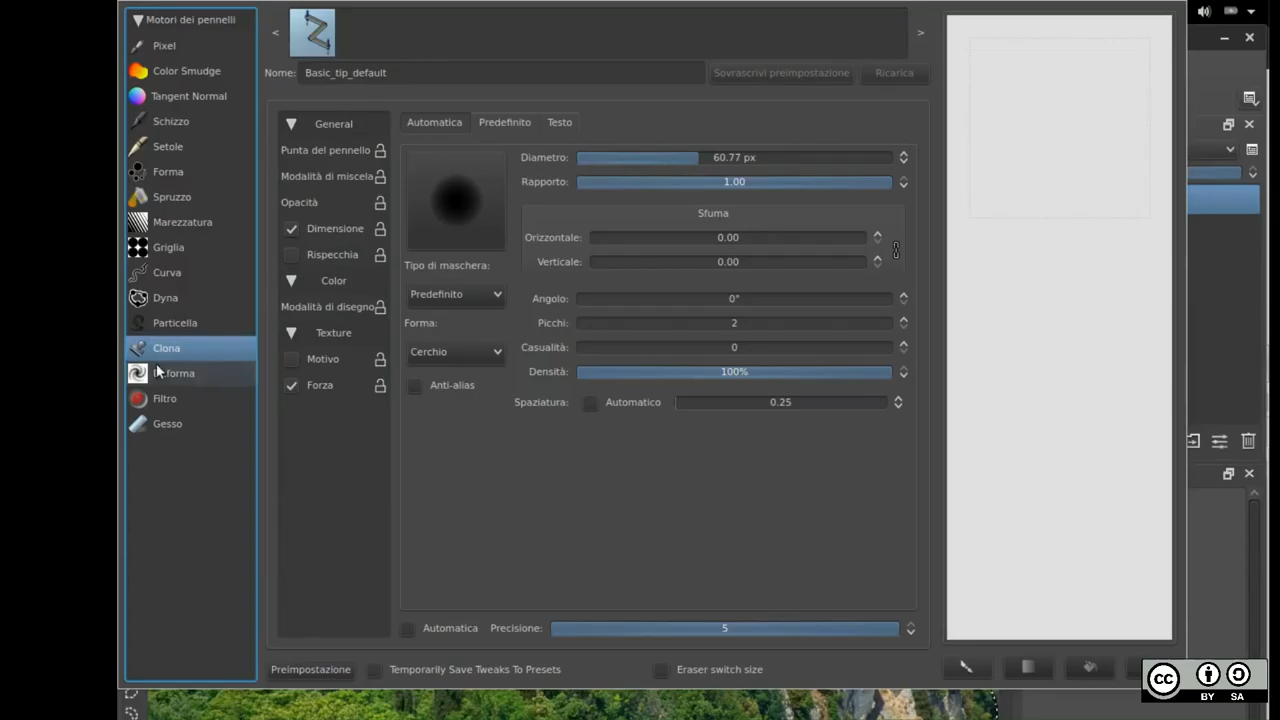 Motori dei pennelli
Pixel
Color Smudge
Tangent Normal
Schizzo
Setole
Forma
Spruzzo
Marezzatura
Griglia
Curva
Dyna
Particella
Clona
Filtro
Gesso
<
>
Nome: Basic_tip_default
Sovrascrivi preimpostazione
Ricarica
General
Punta del pennello
Modalità di miscela
Opacità
Dimensione
Rispecchia
Color
Modalità di disegno
Texture
Motivo
Forza
Automatica Predefinito Testo
Tipo di maschera:
Predefinito
Forma:
Cerchio
Anti-alias
Diametro: 60.77 px
Rapporto: 1.00
Sfuma
Orizzontale: 0.00
Verticale: 0.00
Angolo: 0°
Picchi: 2
Casualità: 0
Densità: 100%
Spaziatura: Automatico 0.25
Automatica Precisione: 5
Preimpostazione Temporarily Save Tweaks To Presets Eraser switch size
CC
BY SA